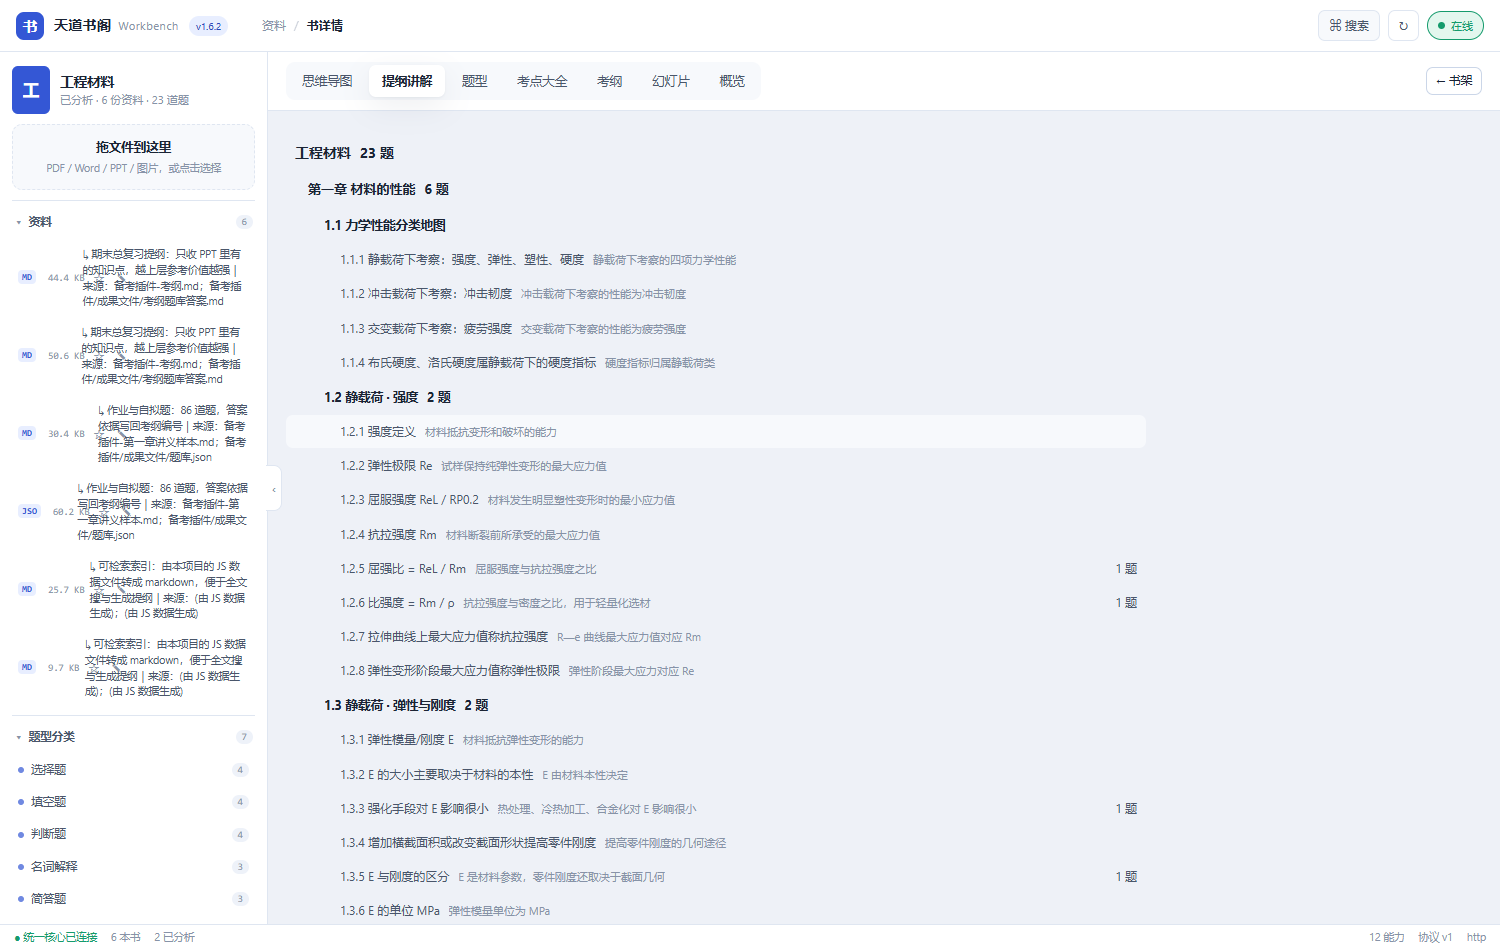 书 天道书阁 Workbench v1.6.2 资料 / 书详情 ⌘ 搜索 ↻ 在线
工 工程材料
已分析 · 6 份资料 · 23 道题
思维导图 提纲讲解 题型 考点大全 考纲 幻灯片 概览 ← 书架
拖文件到这里
PDF / Word / PPT / 图片，或点击选择
资料 6
MD 44.4 KB
↳ 期末总复习提纲：只收 PPT 里有
的知识点，越上层参考价值越强 |
来源：备考插件-考纲.md；备考插
件/成果文件/考纲题库答案.md
MD 50.6 KB
↳ 期末总复习提纲：只收 PPT 里有
的知识点，越上层参考价值越强 |
来源：备考插件-考纲.md；备考插
件/成果文件/考纲题库答案.md
MD 30.4 KB
↳ 作业与自拟题：86 道题，答案
依据写回考纲编号 | 来源：备考
插件-第一章讲义样本.md；备考
插件/成果文件/题库.json
JSO 60.2 KB
↳ 作业与自拟题：86 道题，答案依据
写回考纲编号 | 来源：备考插件-第
一章讲义样本.md；备考插件/成果文
件/题库.json
MD 25.7 KB
↳ 可检索索引：由本项目的 JS 数
据文件转成 markdown，便于全文
搜与生成提纲 | 来源：(由 JS 数据
生成)；(由 JS 数据生成)
MD 9.7 KB
↳ 可检索索引：由本项目的 JS 数据
文件转成 markdown，便于全文搜
与生成提纲 | 来源：(由 JS 数据生
成)；(由 JS 数据生成)
题型分类 7
选择题 4
填空题 4
判断题 4
名词解释 3
简答题 3
工程材料 23 题
第一章 材料的性能 6 题
1.1 力学性能分类地图
1.1.1 静载荷下考察：强度、弹性、塑性、硬度 静载荷下考察的四项力学性能
1.1.2 冲击载荷下考察：冲击韧度 冲击载荷下考察的性能为冲击韧度
1.1.3 交变载荷下考察：疲劳强度 交变载荷下考察的性能为疲劳强度
1.1.4 布氏硬度、洛氏硬度属静载荷下的硬度指标 硬度指标归属静载荷类
1.2 静载荷 · 强度 2 题
1.2.1 强度定义 材料抵抗变形和破坏的能力
1.2.2 弹性极限 Re 试样保持纯弹性变形的最大应力值
1.2.3 屈服强度 ReL / RP0.2 材料发生明显塑性变形时的最小应力值
1.2.4 抗拉强度 Rm 材料断裂前所承受的最大应力值
1.2.5 屈强比 = ReL / Rm 屈服强度与抗拉强度之比 1 题
1.2.6 比强度 = Rm / ρ 抗拉强度与密度之比，用于轻量化选材 1 题
1.2.7 拉伸曲线上最大应力值称抗拉强度 R—e 曲线最大应力值对应 Rm
1.2.8 弹性变形阶段最大应力值称弹性极限 弹性阶段最大应力对应 Re
1.3 静载荷 · 弹性与刚度 2 题
1.3.1 弹性模量/刚度 E 材料抵抗弹性变形的能力
1.3.2 E 的大小主要取决于材料的本性 E 由材料本性决定
1.3.3 强化手段对 E 影响很小 热处理、冷热加工、合金化对 E 影响很小 1 题
1.3.4 增加横截面积或改变截面形状提高零件刚度 提高零件刚度的几何途径
1.3.5 E 与刚度的区分 E 是材料参数，零件刚度还取决于截面几何 1 题
1.3.6 E 的单位 MPa 弹性模量单位为 MPa
统一核心已连接 6 本书 2 已分析 12 能力 协议 v1 http